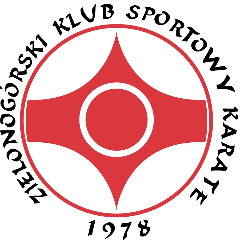 ZIELONOGÓRSKI KLUB SPORTOWY KARATE
1978